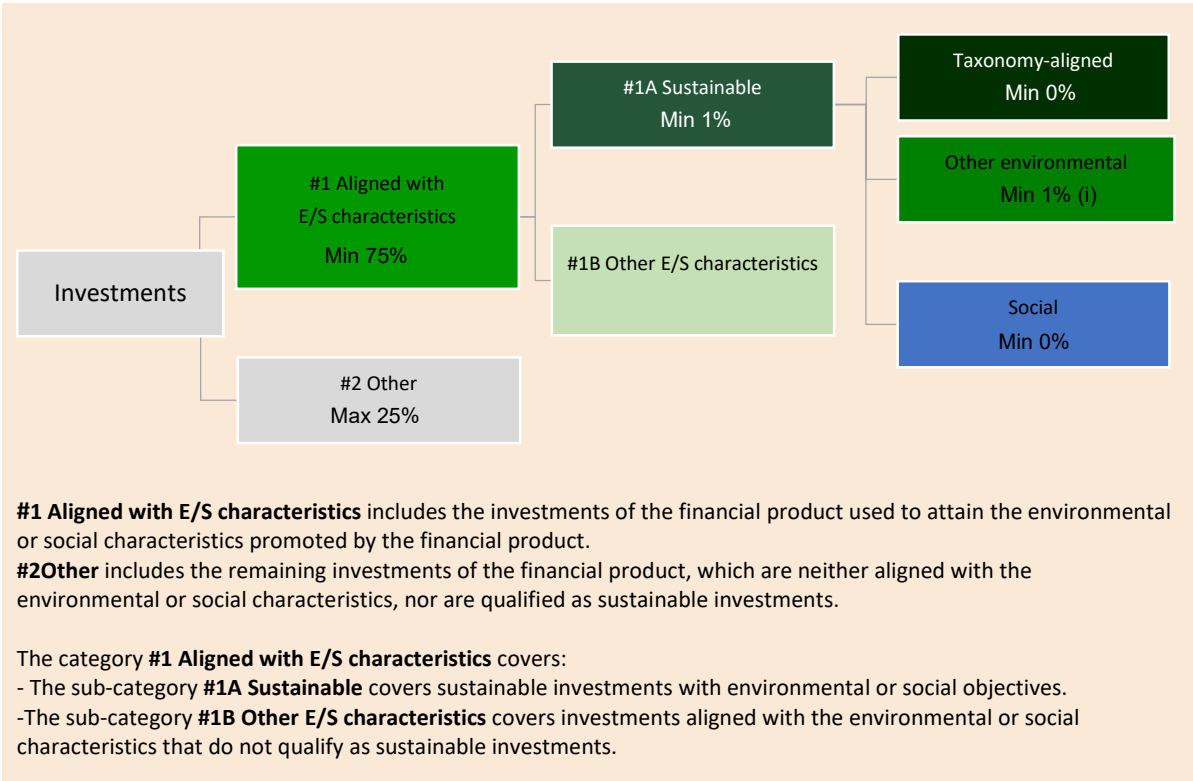 Investments
#1 Aligned with
E/S characteristics
Min 75%
#2 Other
Max 25%
#1A Sustainable
Min 1%
#1B Other E/S characteristics
Taxonomy-aligned
Min 0%
Other environmental
Min 1% (i)
Social
Min 0%
#1 Aligned with E/S characteristics includes the investments of the financial product used to attain the environmental
or social characteristics promoted by the financial product.
#2Other includes the remaining investments of the financial product, which are neither aligned with the
environmental or social characteristics, nor are qualified as sustainable investments.
The category #1 Aligned with E/S characteristics covers:
- The sub-category #1A Sustainable covers sustainable investments with environmental or social objectives.
-The sub-category #1B Other E/S characteristics covers investments aligned with the environmental or social
characteristics that do not qualify as sustainable investments.